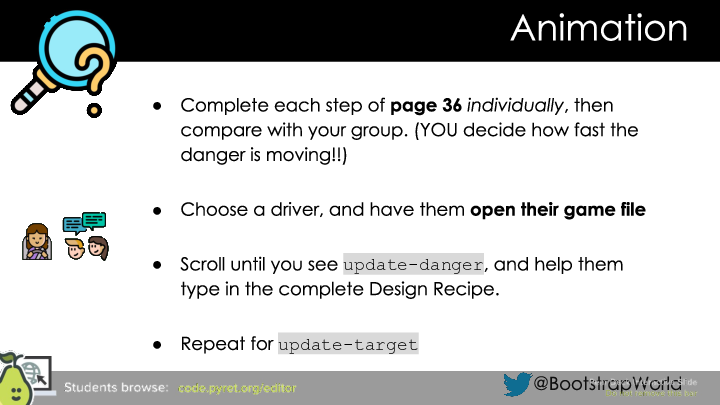 Animation
● Complete each step of page 36 individually, then
compare with your group. (YOU decide how fast the
danger is moving!!)
● Choose a driver, and have them open their game file
● Scroll until you see update-danger, and help them
type in the complete Design Recipe.
● Repeat for update-target
Students browse: code.pyret.org/editor
@BootstrapWorld